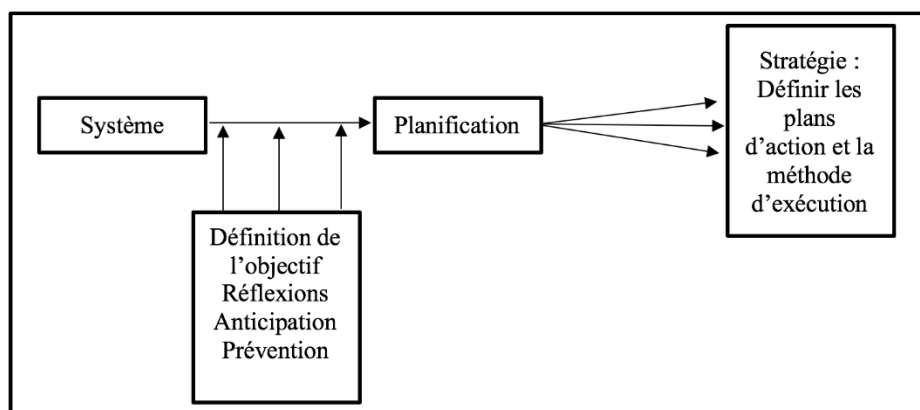 Système
Planification
Stratégie :
Définir les
plans
d’action et la
méthode
d’exécution
Définition de
l’objectif
Réflexions
Anticipation
Prévention